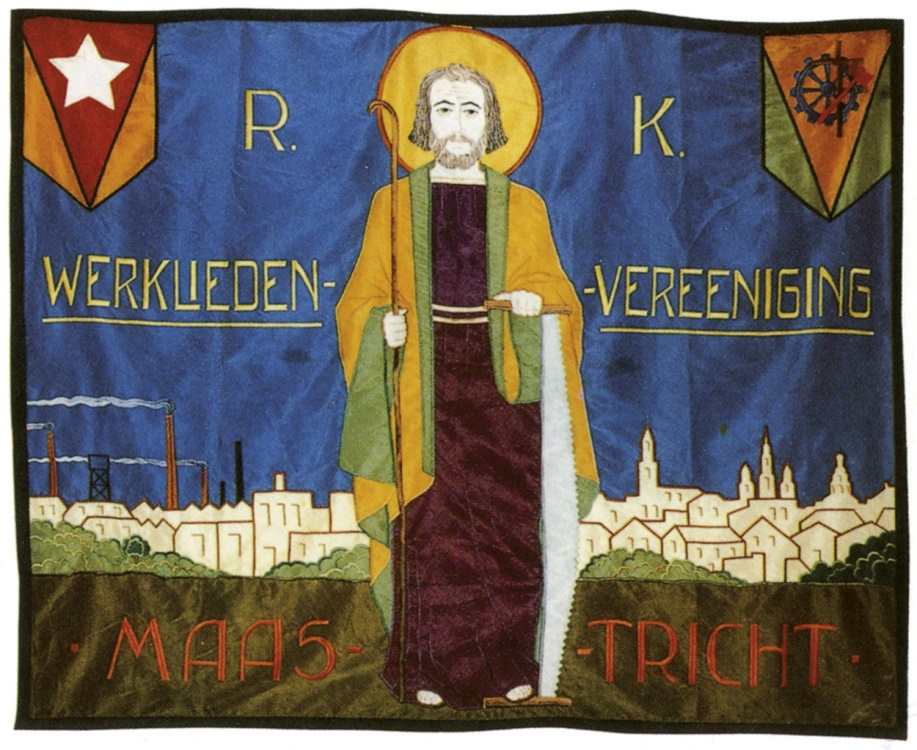 R. K.
WERKLIEDEN- -VEREENIGING
· MAAS- -TRICHT ·